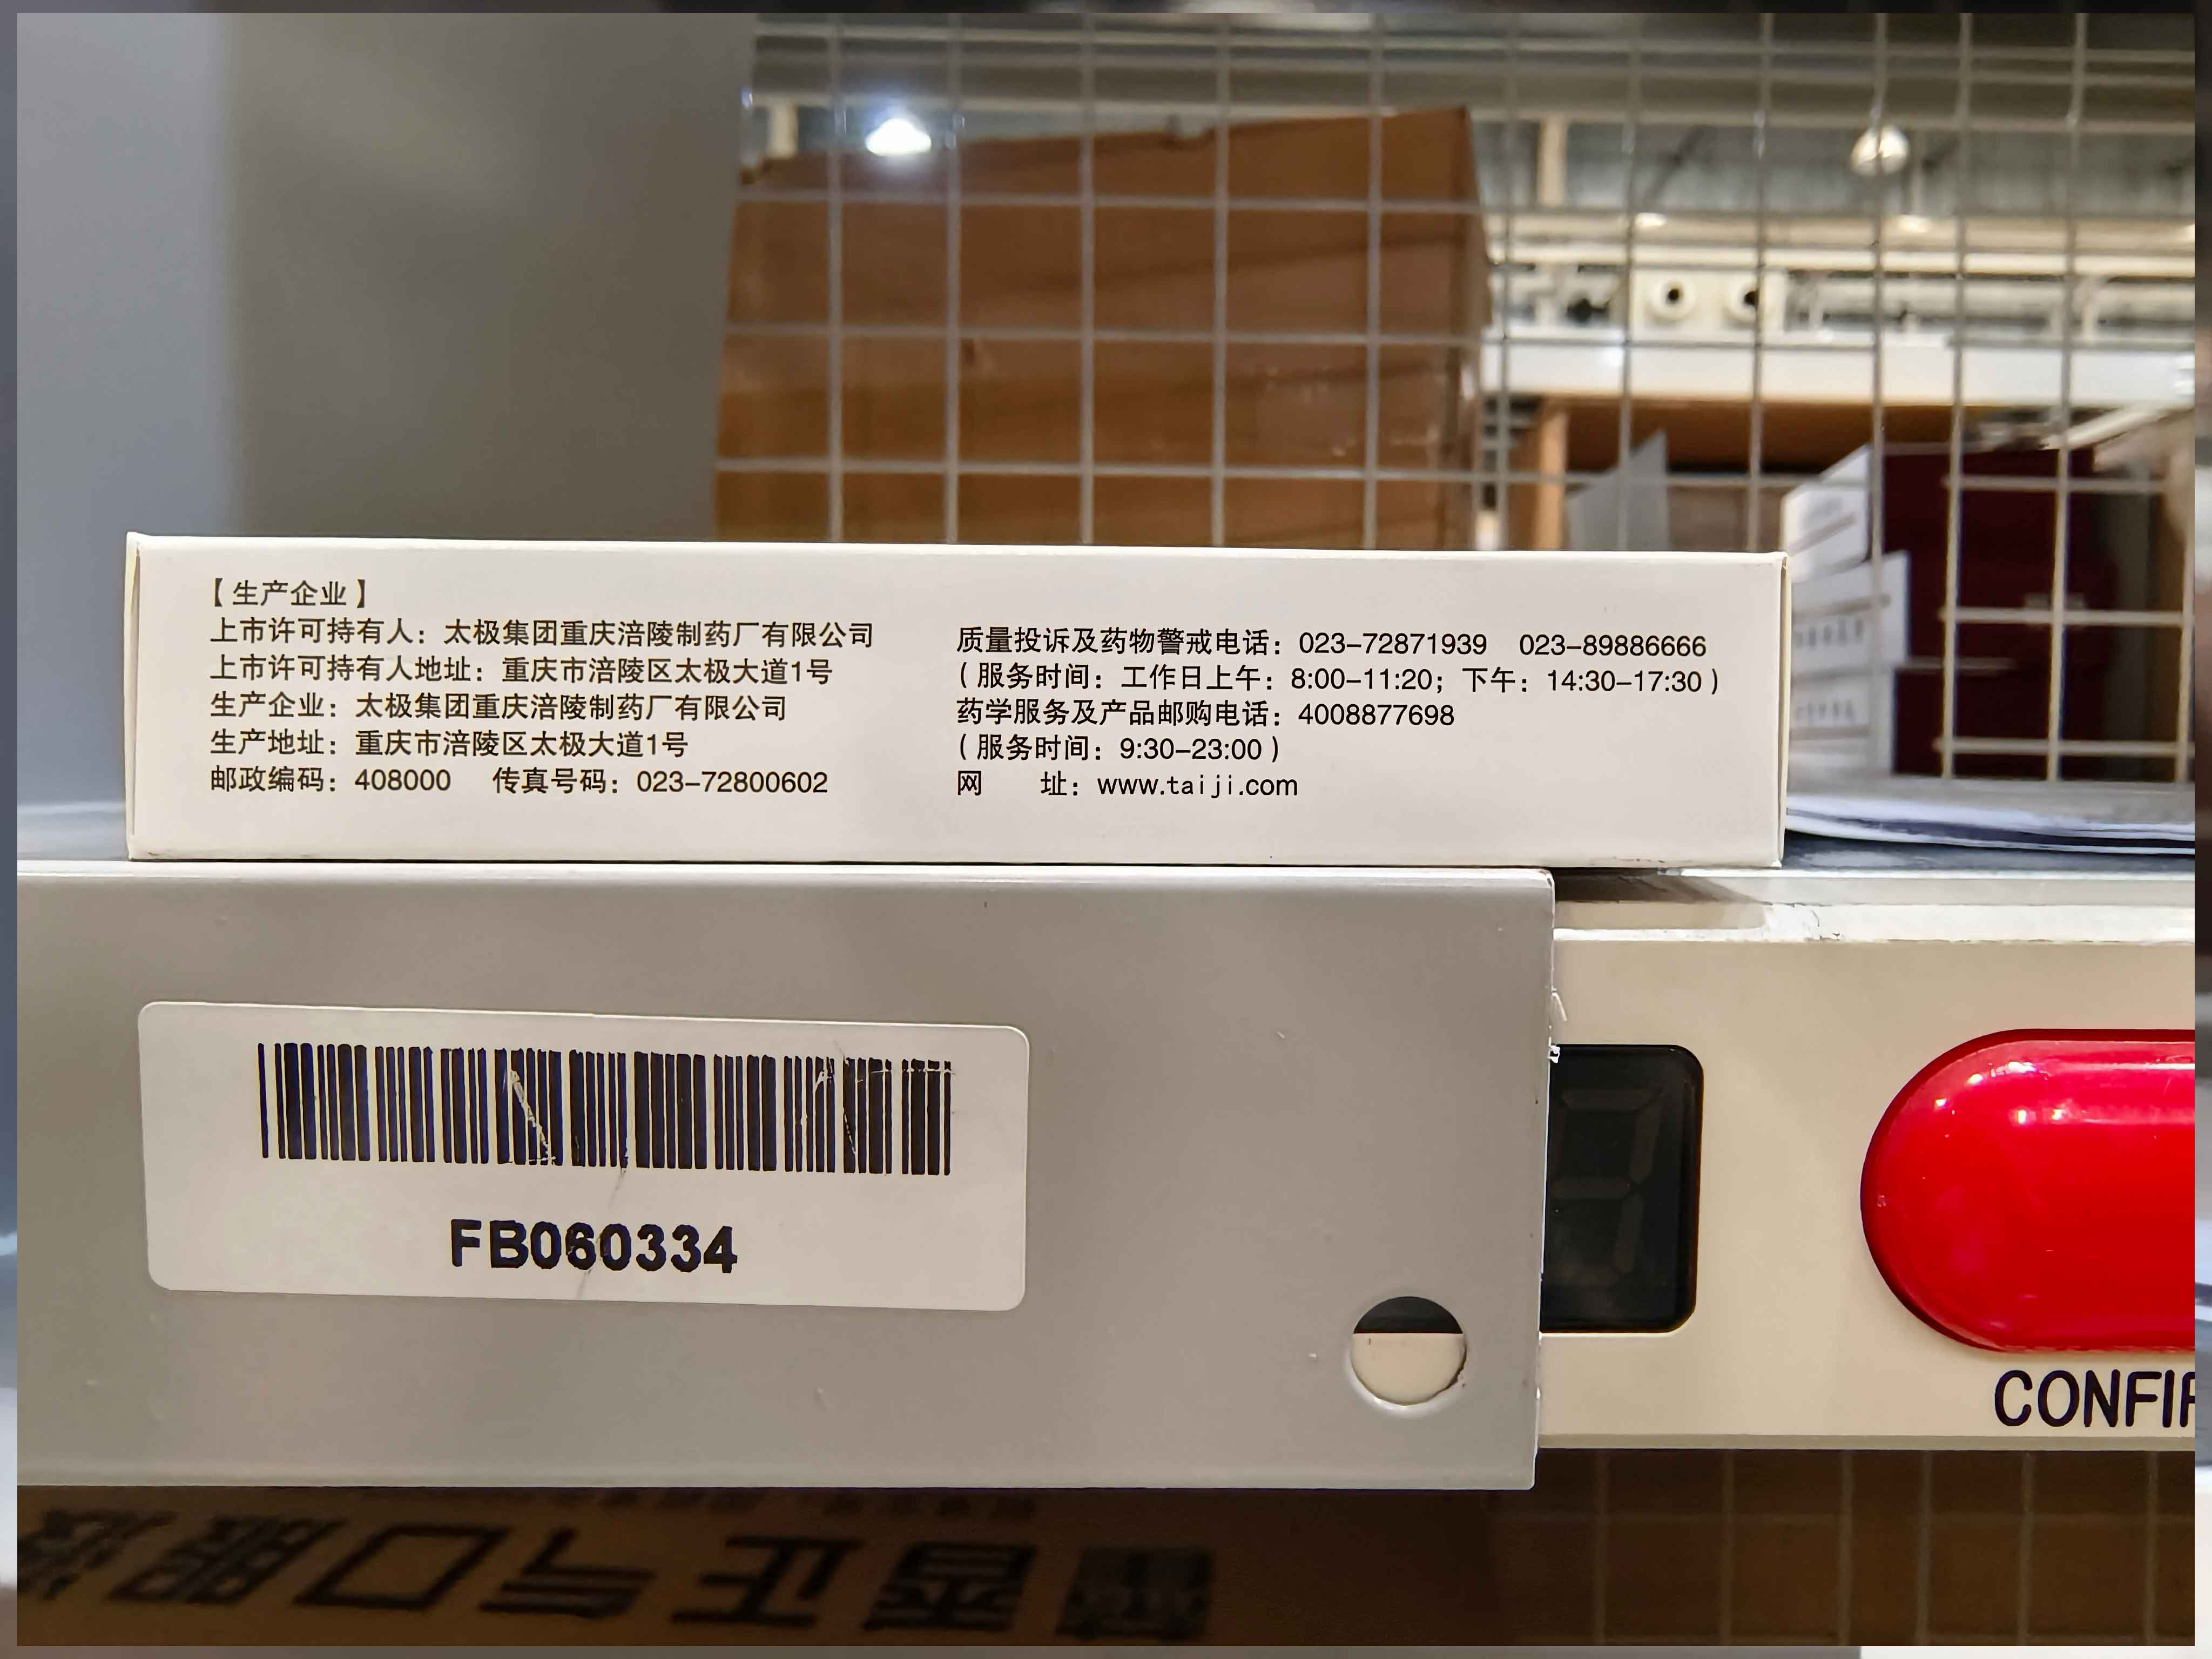 【生产企业】
上市许可持有人：太极集团重庆涪陵制药厂有限公司
上市许可持有人地址：重庆市涪陵区太极大道1号
生产企业：太极集团重庆涪陵制药厂有限公司
生产地址：重庆市涪陵区太极大道1号
邮政编码：408000 传真号码：023-72800602
质量投诉及药物警戒电话：023-72871939 023-89886666
（服务时间：工作日上午：8:00-11:20；下午：14:30-17:30）
药学服务及产品邮购电话：4008877698
（服务时间：9:30-23:00）
网 址：www.taiji.com
FB060334
CONFIR
藿香正气口服液